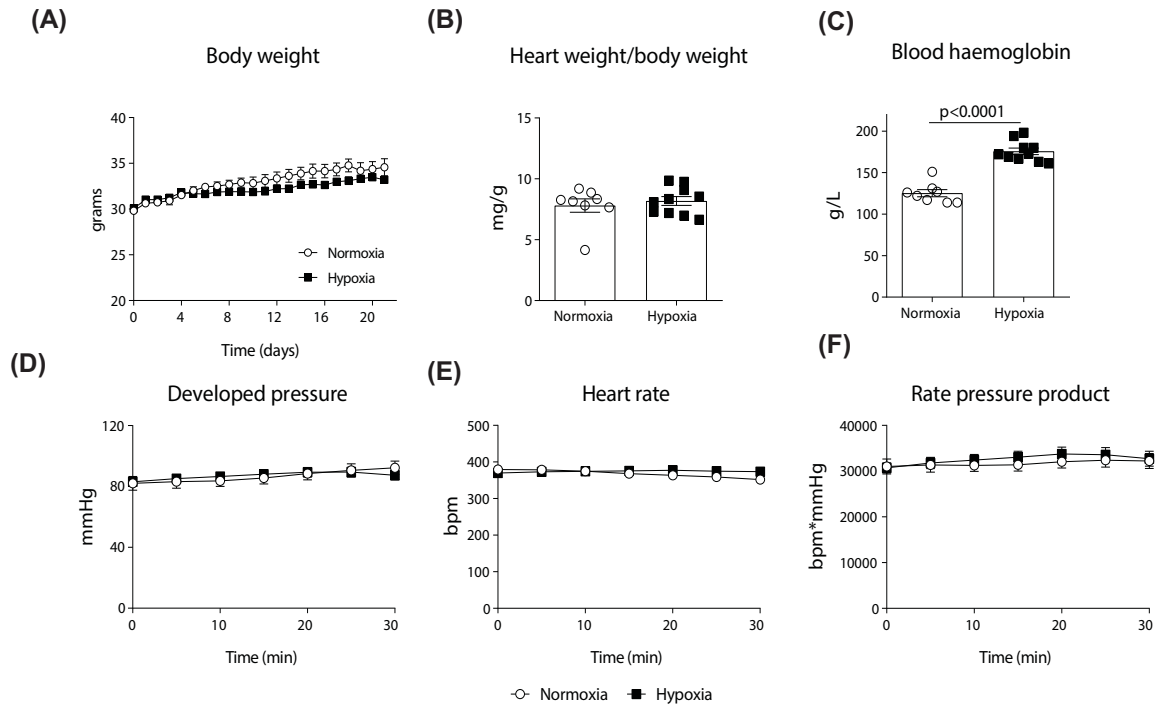 (A)
Body weight
40
35
30
25
20
grams
0 4 8 12 16 20
Time (days)
Normoxia
Hypoxia
(B)
Heart weight/body weight
15
10
5
0
mg/g
Normoxia Hypoxia
(C)
Blood haemoglobin
p<0.0001
200
150
100
50
0
g/L
Normoxia Hypoxia
(D)
Developed pressure
120
80
40
0
mmHg
0 10 20 30
Time (min)
(E)
Heart rate
500
400
300
200
100
0
bpm
0 10 20 30
Time (min)
(F)
Rate pressure product
40000
30000
20000
10000
0
bpm*mmHg
0 10 20 30
Time (min)
Normoxia Hypoxia